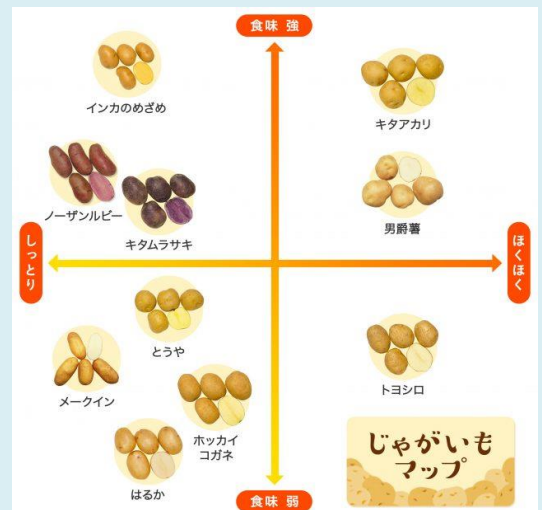 食味 強
インカのめざめ
キタアカリ
ノーザンルビー
キタムラサキ
男爵薯
しっとり
ほくほく
とうや
メークイン
トヨシロ
ホッカイ
コガネ
はるか
じゃがいも
マップ
食味 弱